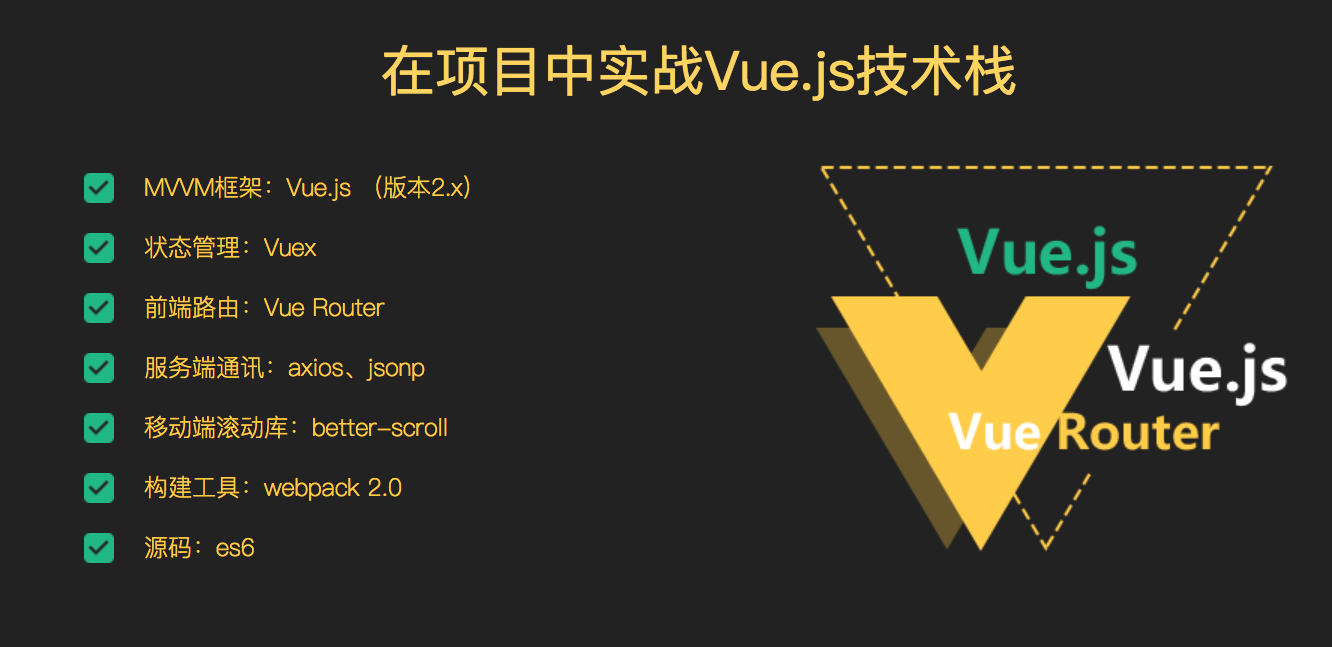 在项目中实战Vue.js技术栈
MVVM框架：Vue.js （版本2.x)
状态管理：Vuex
前端路由：Vue Router
服务端通讯：axios、jsonp
移动端滚动库：better-scroll
构建工具：webpack 2.0
源码：es6
Vue.js
Vue.js
Vue Router